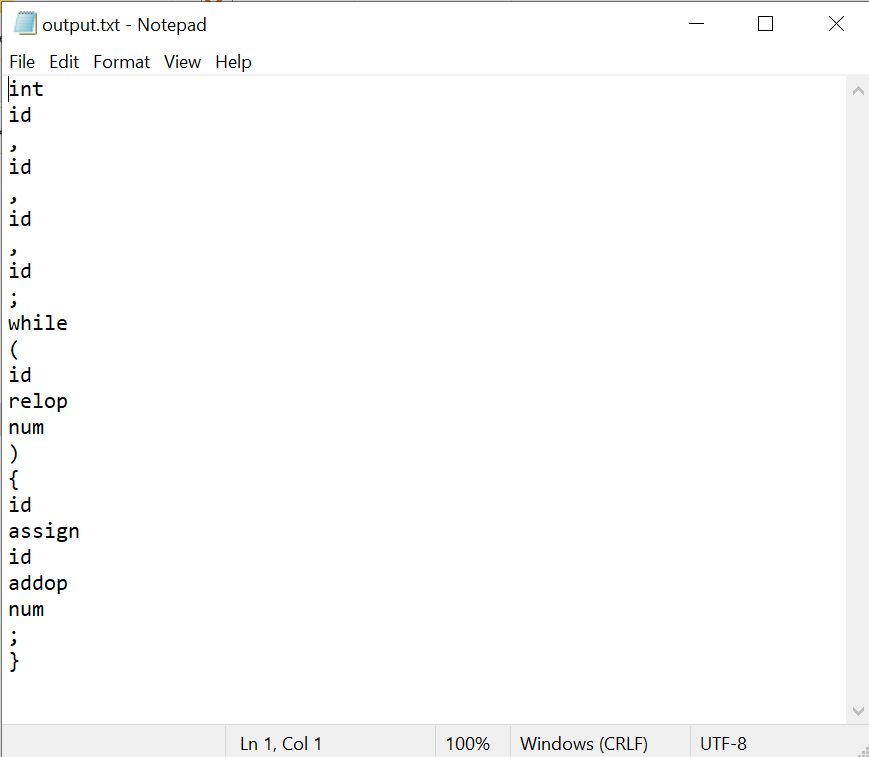 output.txt - Notepad
File Edit Format View Help
int
id
,
id
,
id
,
id
;
while
(
id
relop
num
)
{
id
assign
id
addop
num
;
}
Ln 1, Col 1 100% Windows (CRLF) UTF-8